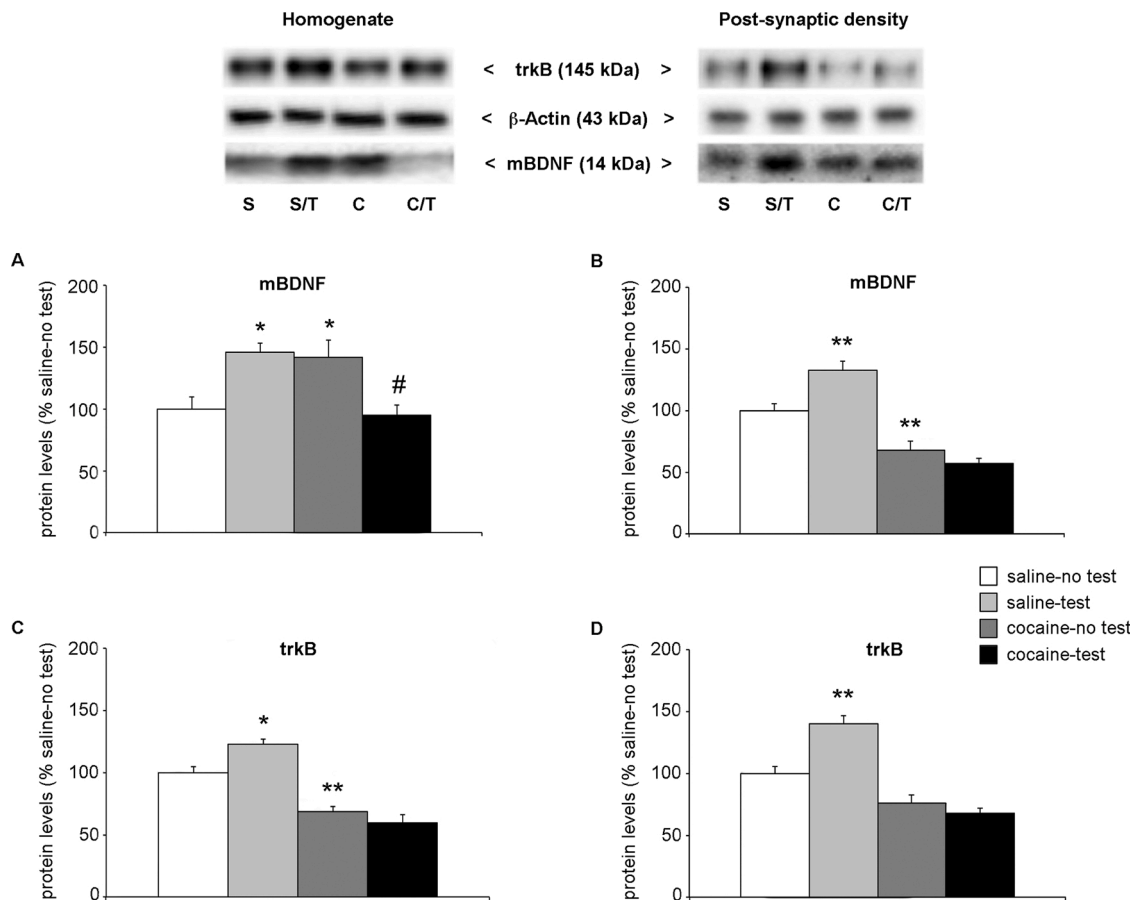 Homogenate
Post-synaptic density
< trkB (145 kDa) >
< β-Actin (43 kDa) >
< mBDNF (14 kDa) >
S S/T C C/T
S S/T C C/T
A
mBDNF
protein levels (% saline-no test)
200
150
100
50
0
*
*
#
B
mBDNF
protein levels (% saline-no test)
200
150
100
50
0
**
**
saline-no test
saline-test
cocaine-no test
cocaine-test
C
trkB
protein levels (% saline-no test)
200
150
100
50
0
*
**
D
trkB
protein levels (% saline-no test)
200
150
100
50
0
**